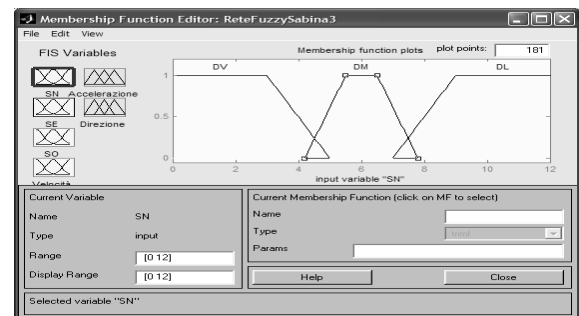 Membership Function Editor: ReteFuzzySabina3
File Edit View
FIS Variables
SN Accelerazione
SE Direzione
SO
Velocità
Membership function plots plot points: 181
DV DM DL
1
0.5
0
0 2 4 6 8 10 12
input variable "SN"
Current Variable
Name SN
Type input
Range [0 12]
Display Range [0 12]
Current Membership Function (click on MF to select)
Name
Type
Params
Help Close
Selected variable "SN"